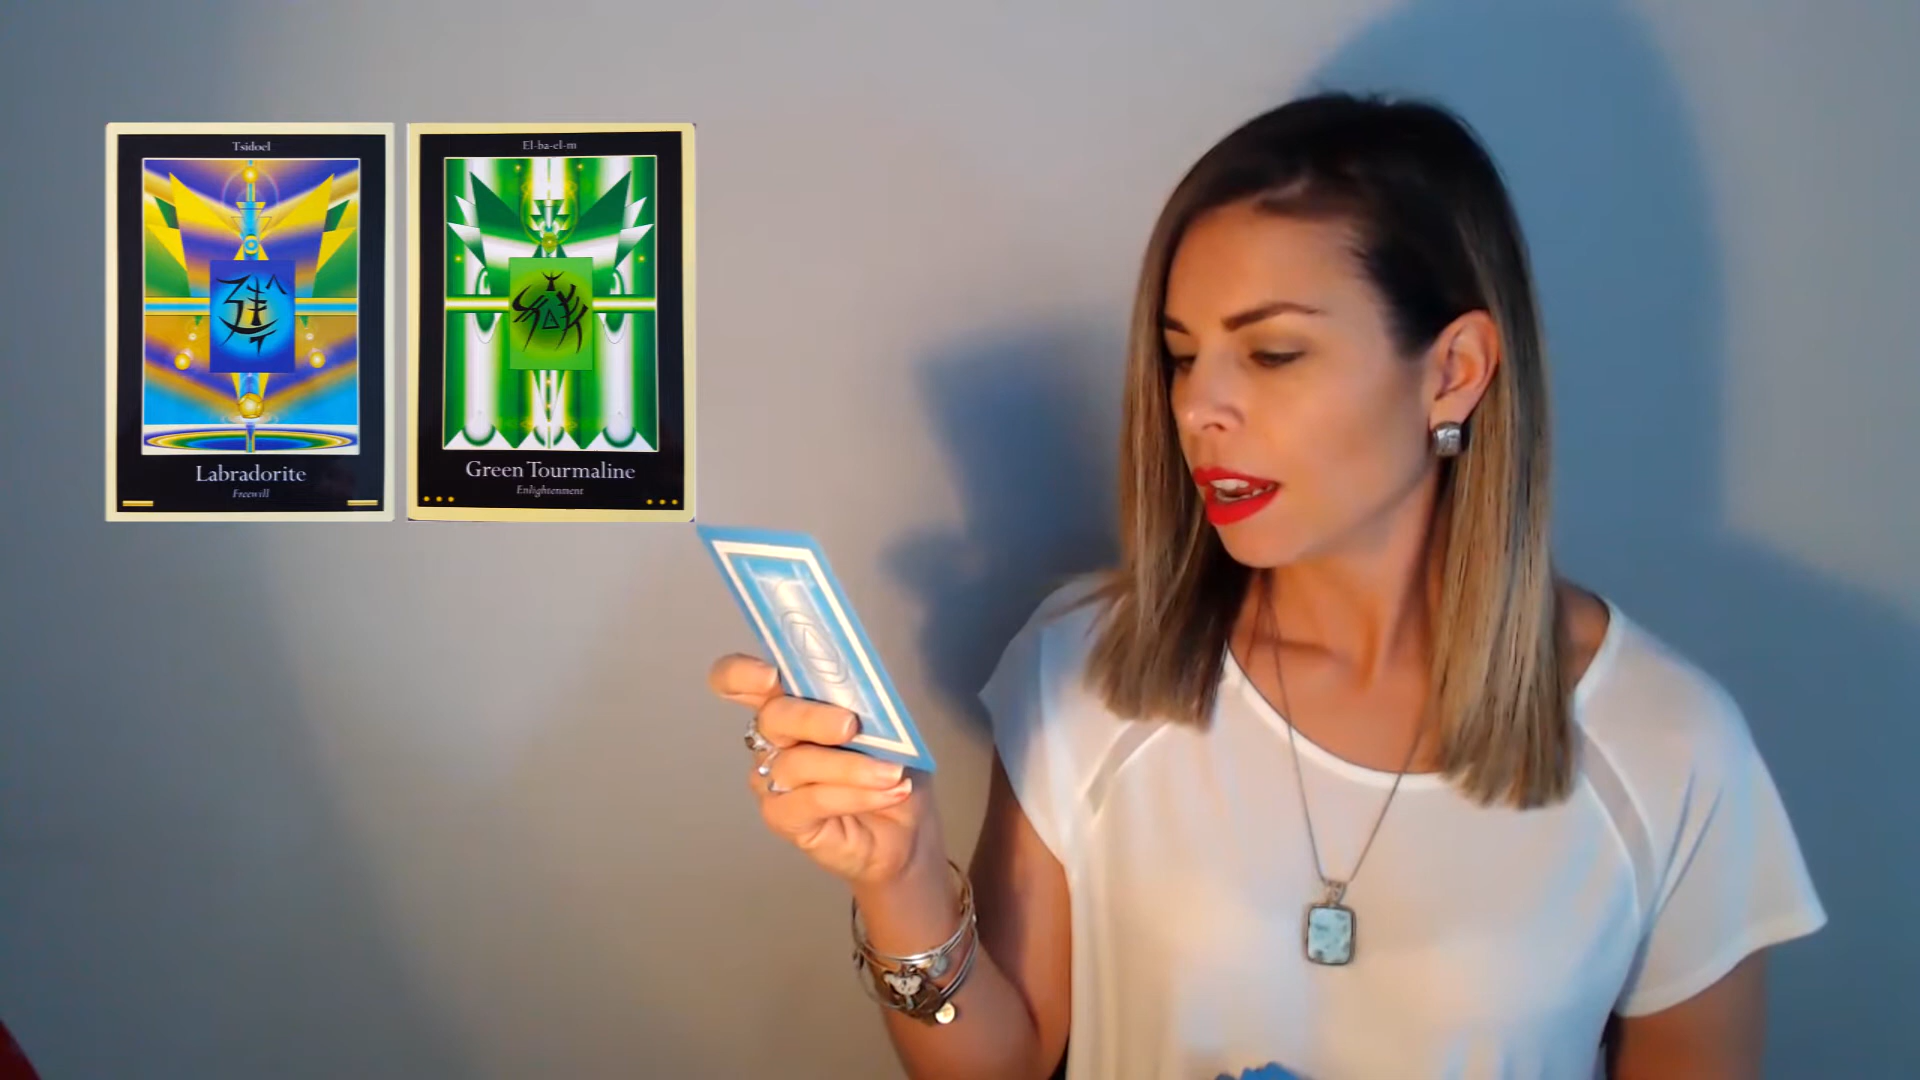 Tsidoel
Labradorite
Freewill
El-ba-el-m
Green Tourmaline
Enlightenment